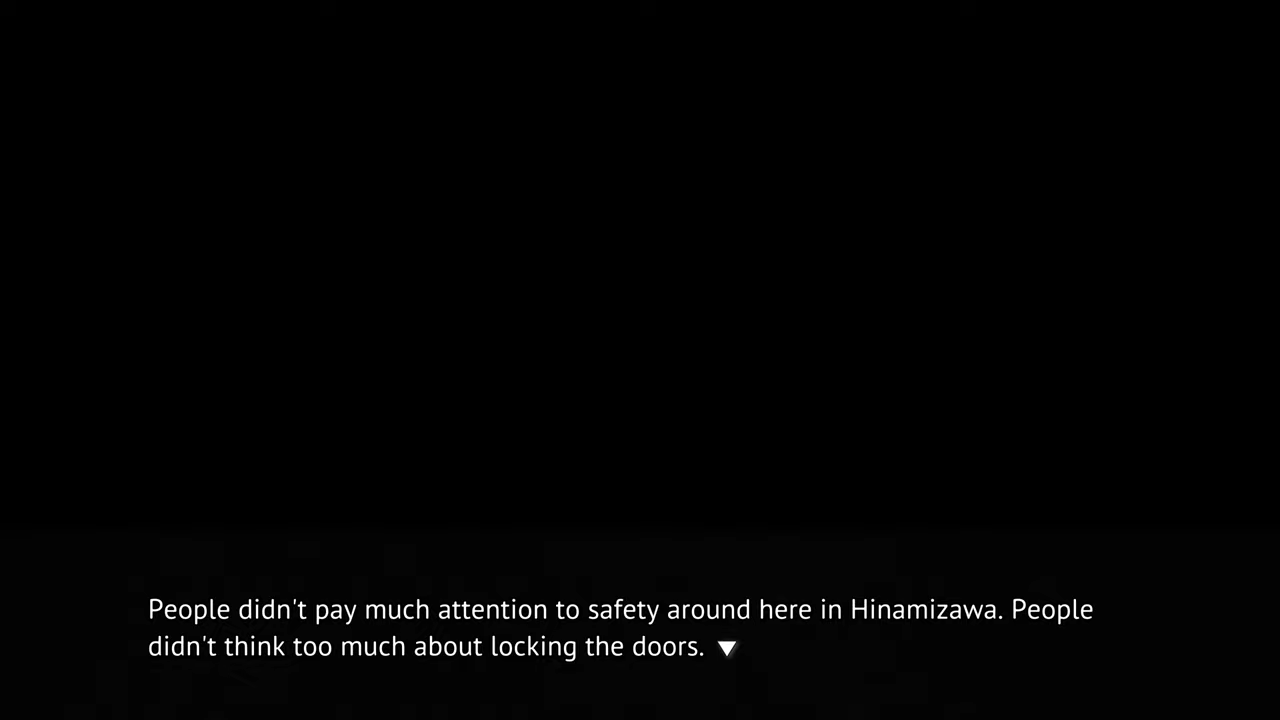 People didn't pay much attention to safety around here in Hinamizawa. People
didn't think too much about locking the doors.